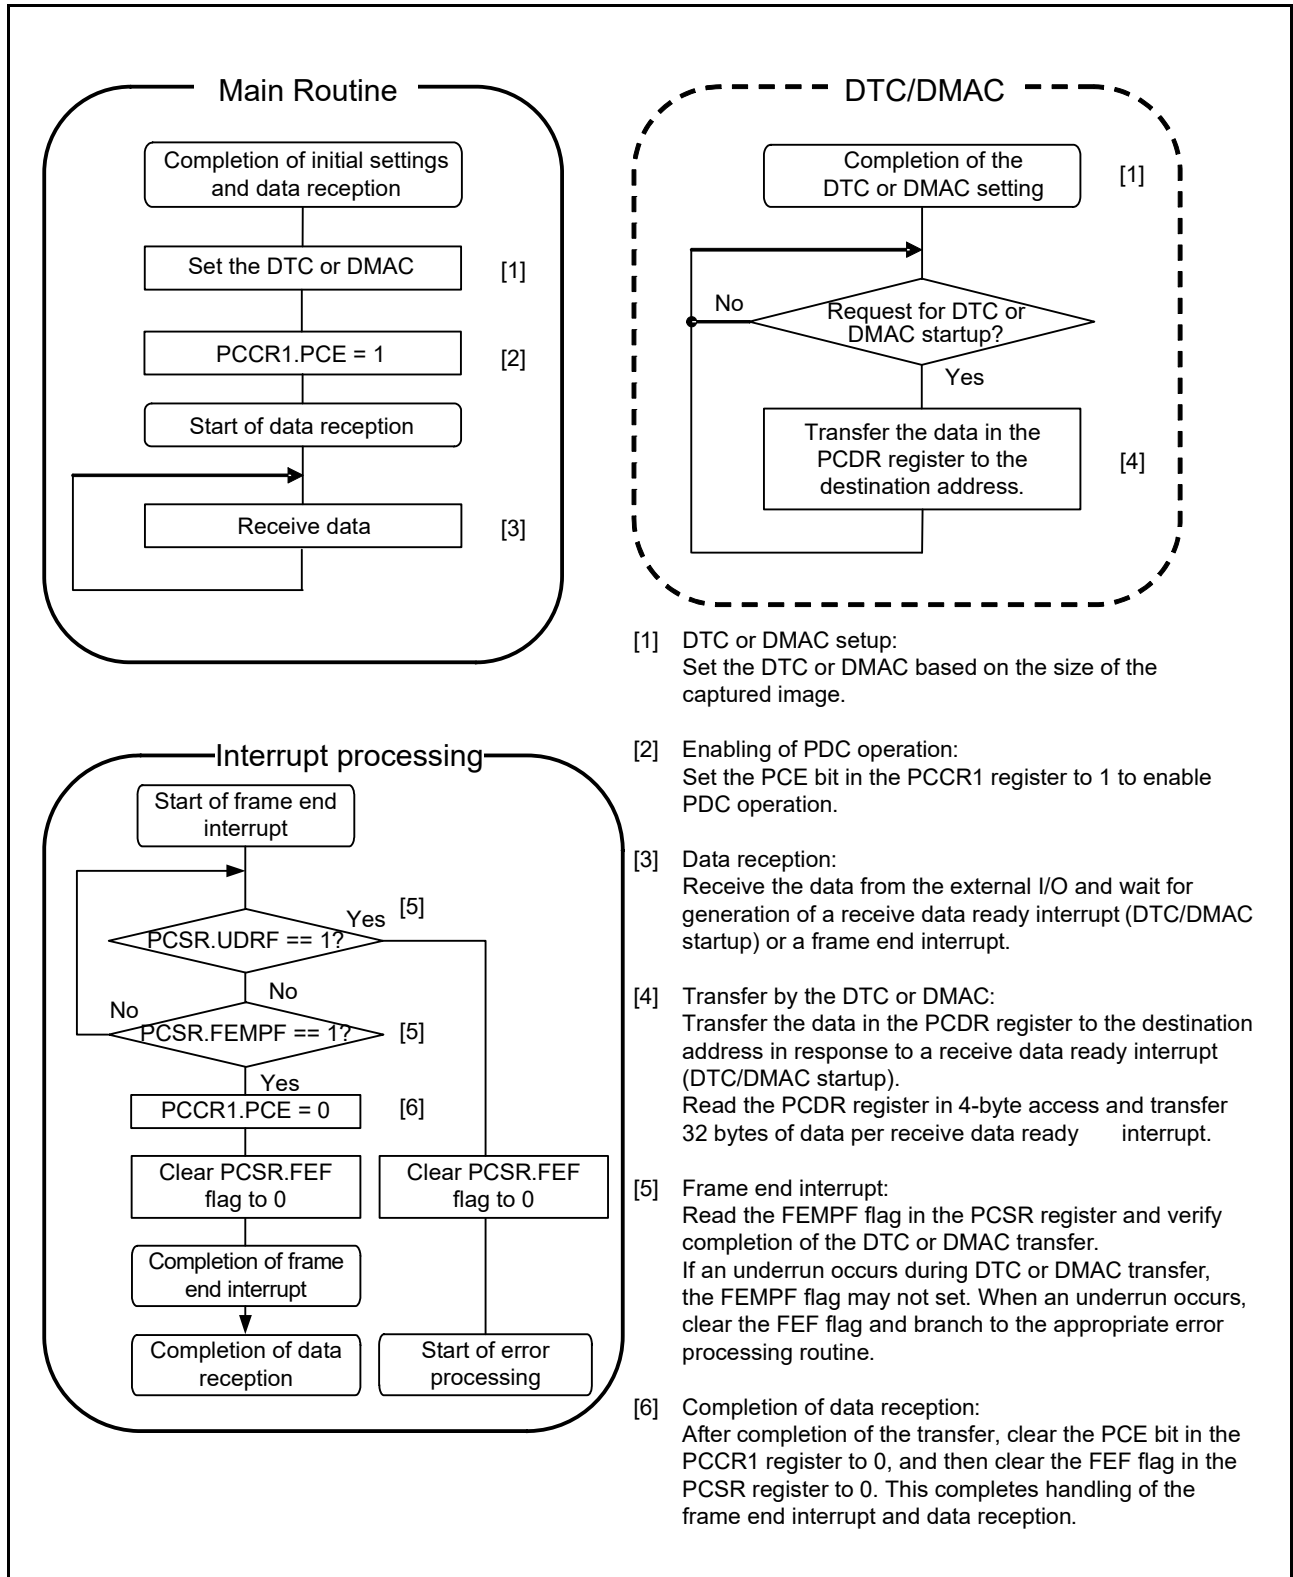 Main Routine
Completion of initial settings
and data reception
Set the DTC or DMAC
[1]
PCCR1.PCE = 1
[2]
Start of data reception
Receive data
[3]
DTC/DMAC
Completion of the
DTC or DMAC setting
[1]
No
Request for DTC or
DMAC startup?
Yes
Transfer the data in the
PCDR register to the
destination address.
[4]
Interrupt processing
Start of frame end
interrupt
Yes
[5]
PCSR.UDRF == 1?
No
No
PCSR.FEMPF == 1?
[5]
Yes
PCCR1.PCE = 0
[6]
Clear PCSR.FEF
flag to 0
Clear PCSR.FEF
flag to 0
Completion of frame
end interrupt
Completion of data
reception
Start of error
processing
[1] DTC or DMAC setup:
Set the DTC or DMAC based on the size of the
captured image.
[2] Enabling of PDC operation:
Set the PCE bit in the PCCR1 register to 1 to enable
PDC operation.
[3] Data reception:
Receive the data from the external I/O and wait for
generation of a receive data ready interrupt (DTC/DMAC
startup) or a frame end interrupt.
[4] Transfer by the DTC or DMAC:
Transfer the data in the PCDR register to the destination
address in response to a receive data ready interrupt
(DTC/DMAC startup).
Read the PCDR register in 4-byte access and transfer
32 bytes of data per receive data ready interrupt.
[5] Frame end interrupt:
Read the FEMPF flag in the PCSR register and verify
completion of the DTC or DMAC transfer.
If an underrun occurs during DTC or DMAC transfer,
the FEMPF flag may not set. When an underrun occurs,
clear the FEF flag and branch to the appropriate error
processing routine.
[6] Completion of data reception:
After completion of the transfer, clear the PCE bit in the
PCCR1 register to 0, and then clear the FEF flag in the
PCSR register to 0. This completes handling of the
frame end interrupt and data reception.